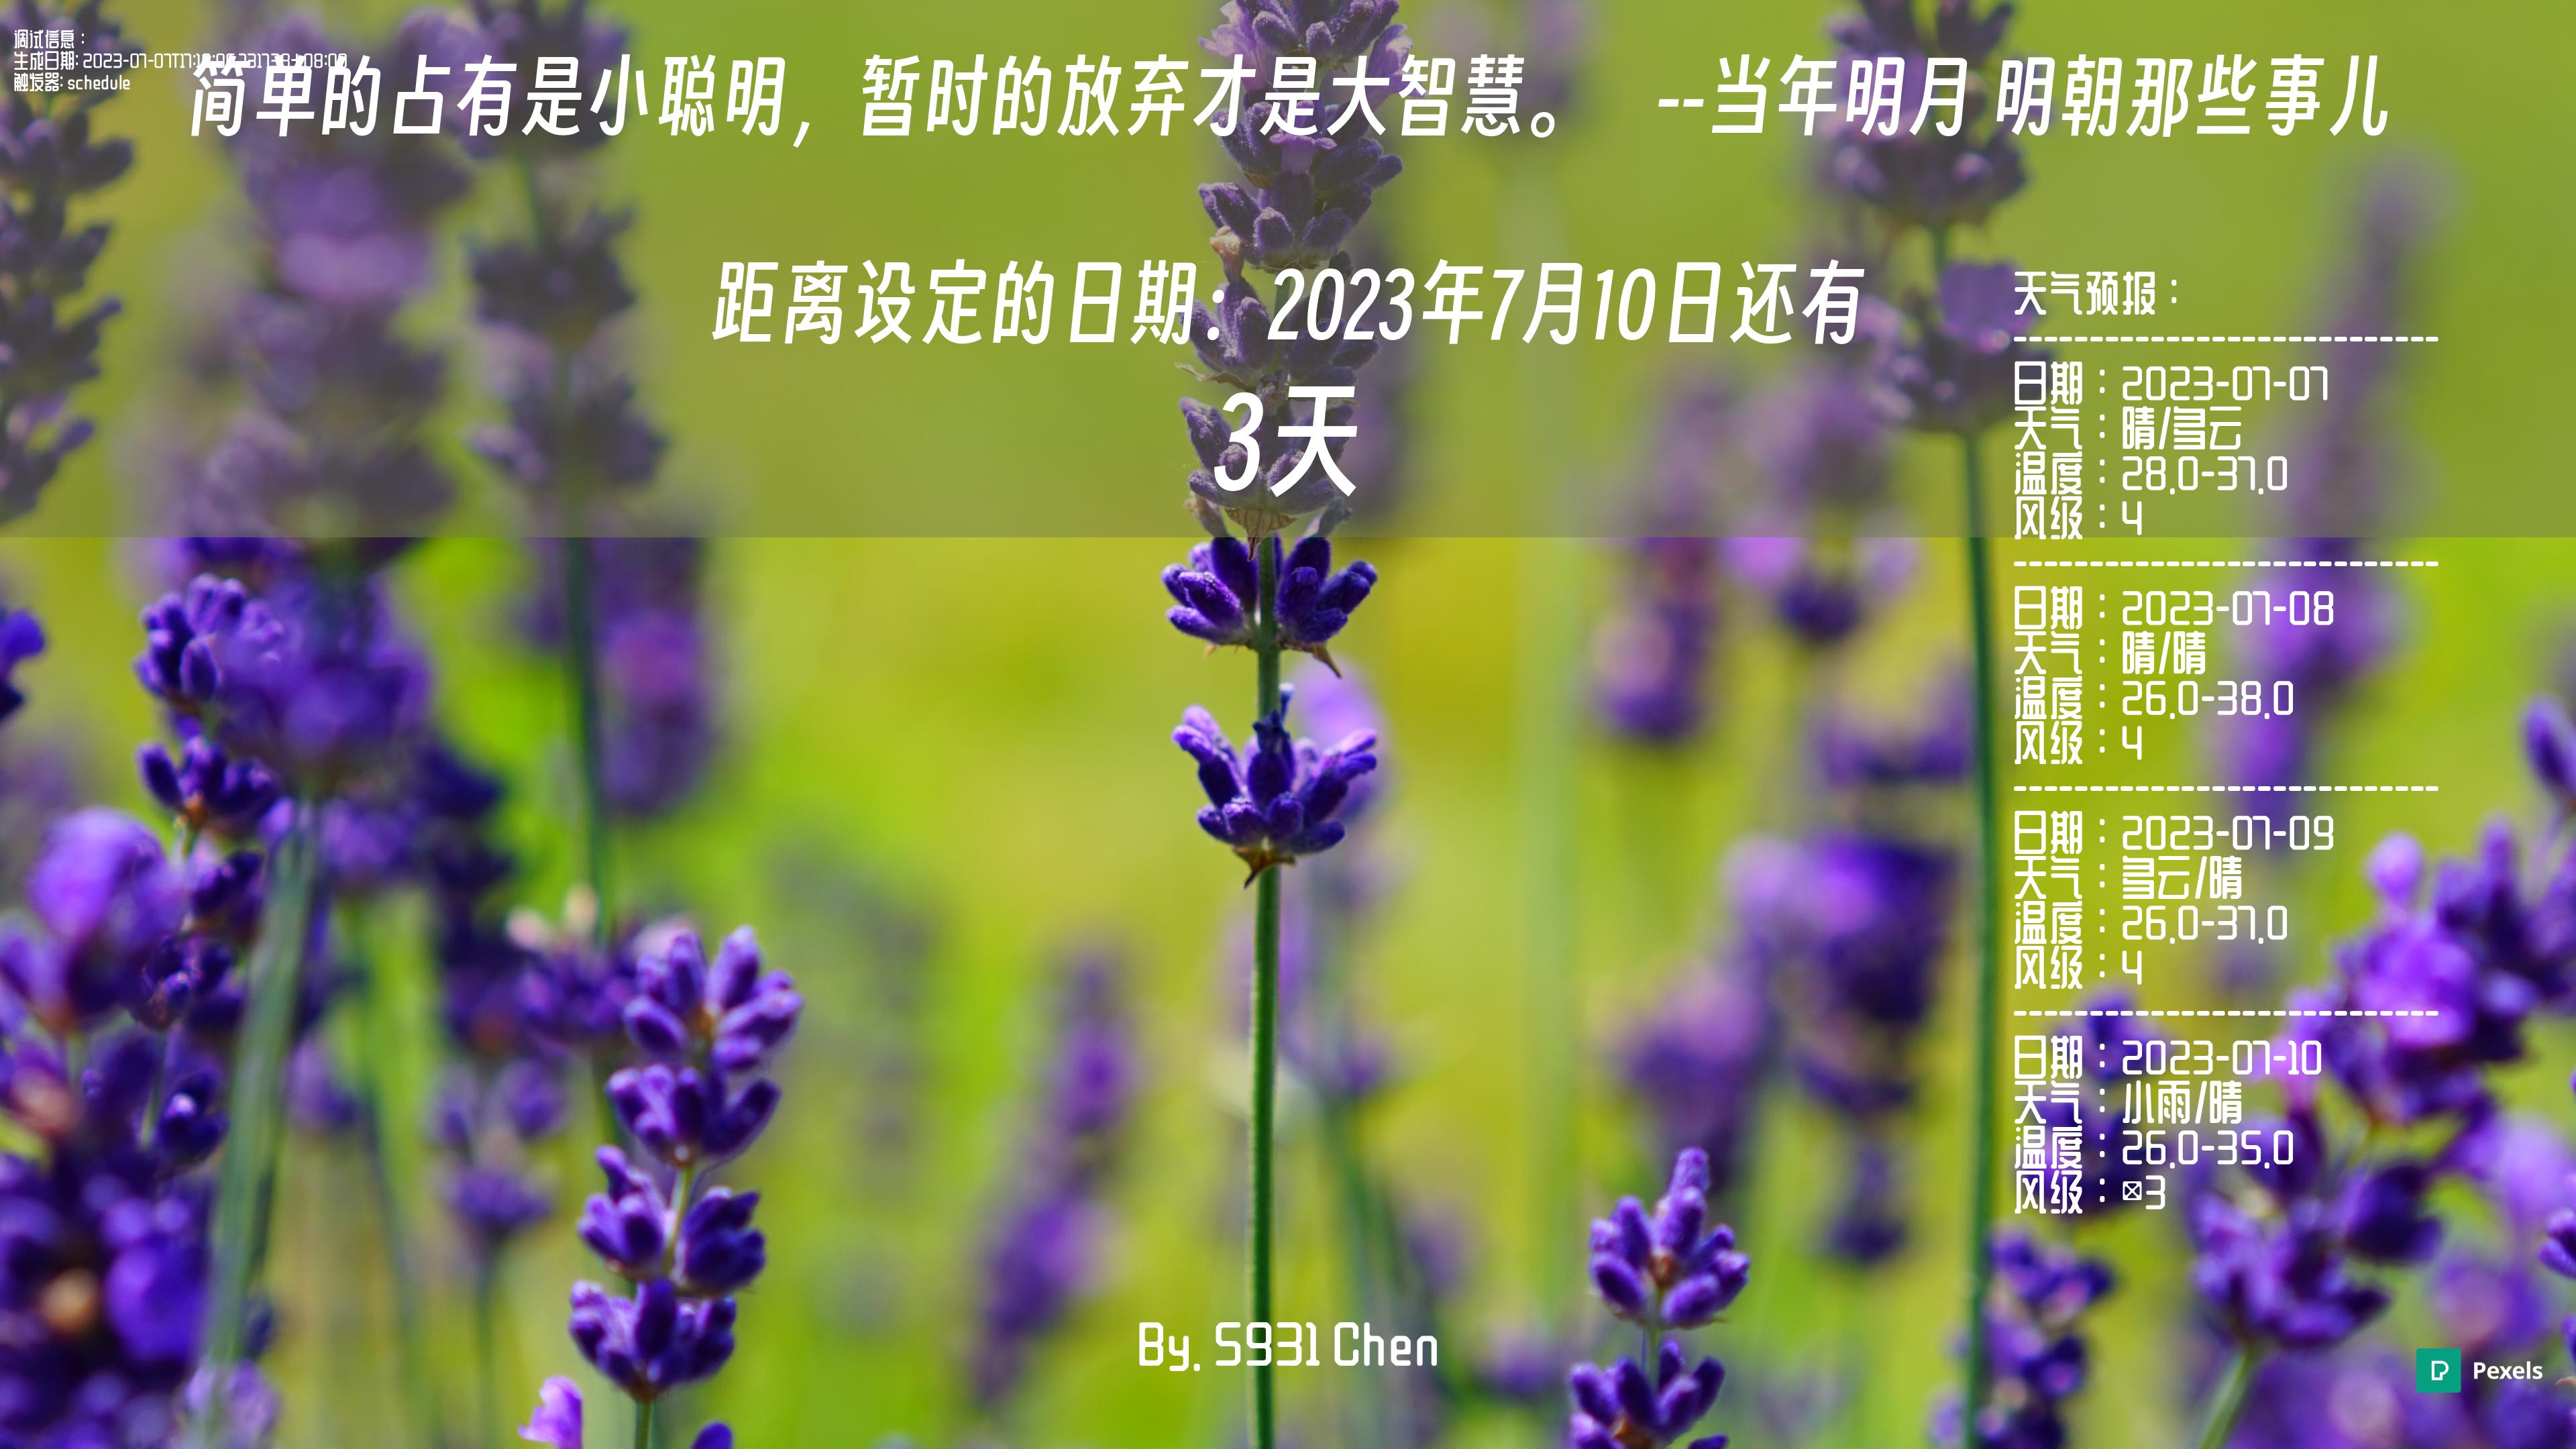 调试信息：
生成日期: 2023-07-07T17:1
触发器: schedule
简单的占有是小聪明，暂时的放弃才是大智慧。 --当年明月 明朝那些事儿
距离设定的日期：2023年7月10日还有
3天
天气预报：
------------------------------
日期：2023-07-07
天气：晴/多云
温度：28.0-37.0
风级：4
------------------------------
日期：2023-07-08
天气：晴/晴
温度：26.0-38.0
风级：4
------------------------------
日期：2023-07-09
天气：多云/晴
温度：26.0-37.0
风级：4
------------------------------
日期：2023-07-10
天气：小雨/晴
温度：26.0-35.0
风级：☒3
By. S931 Chen
Pexels